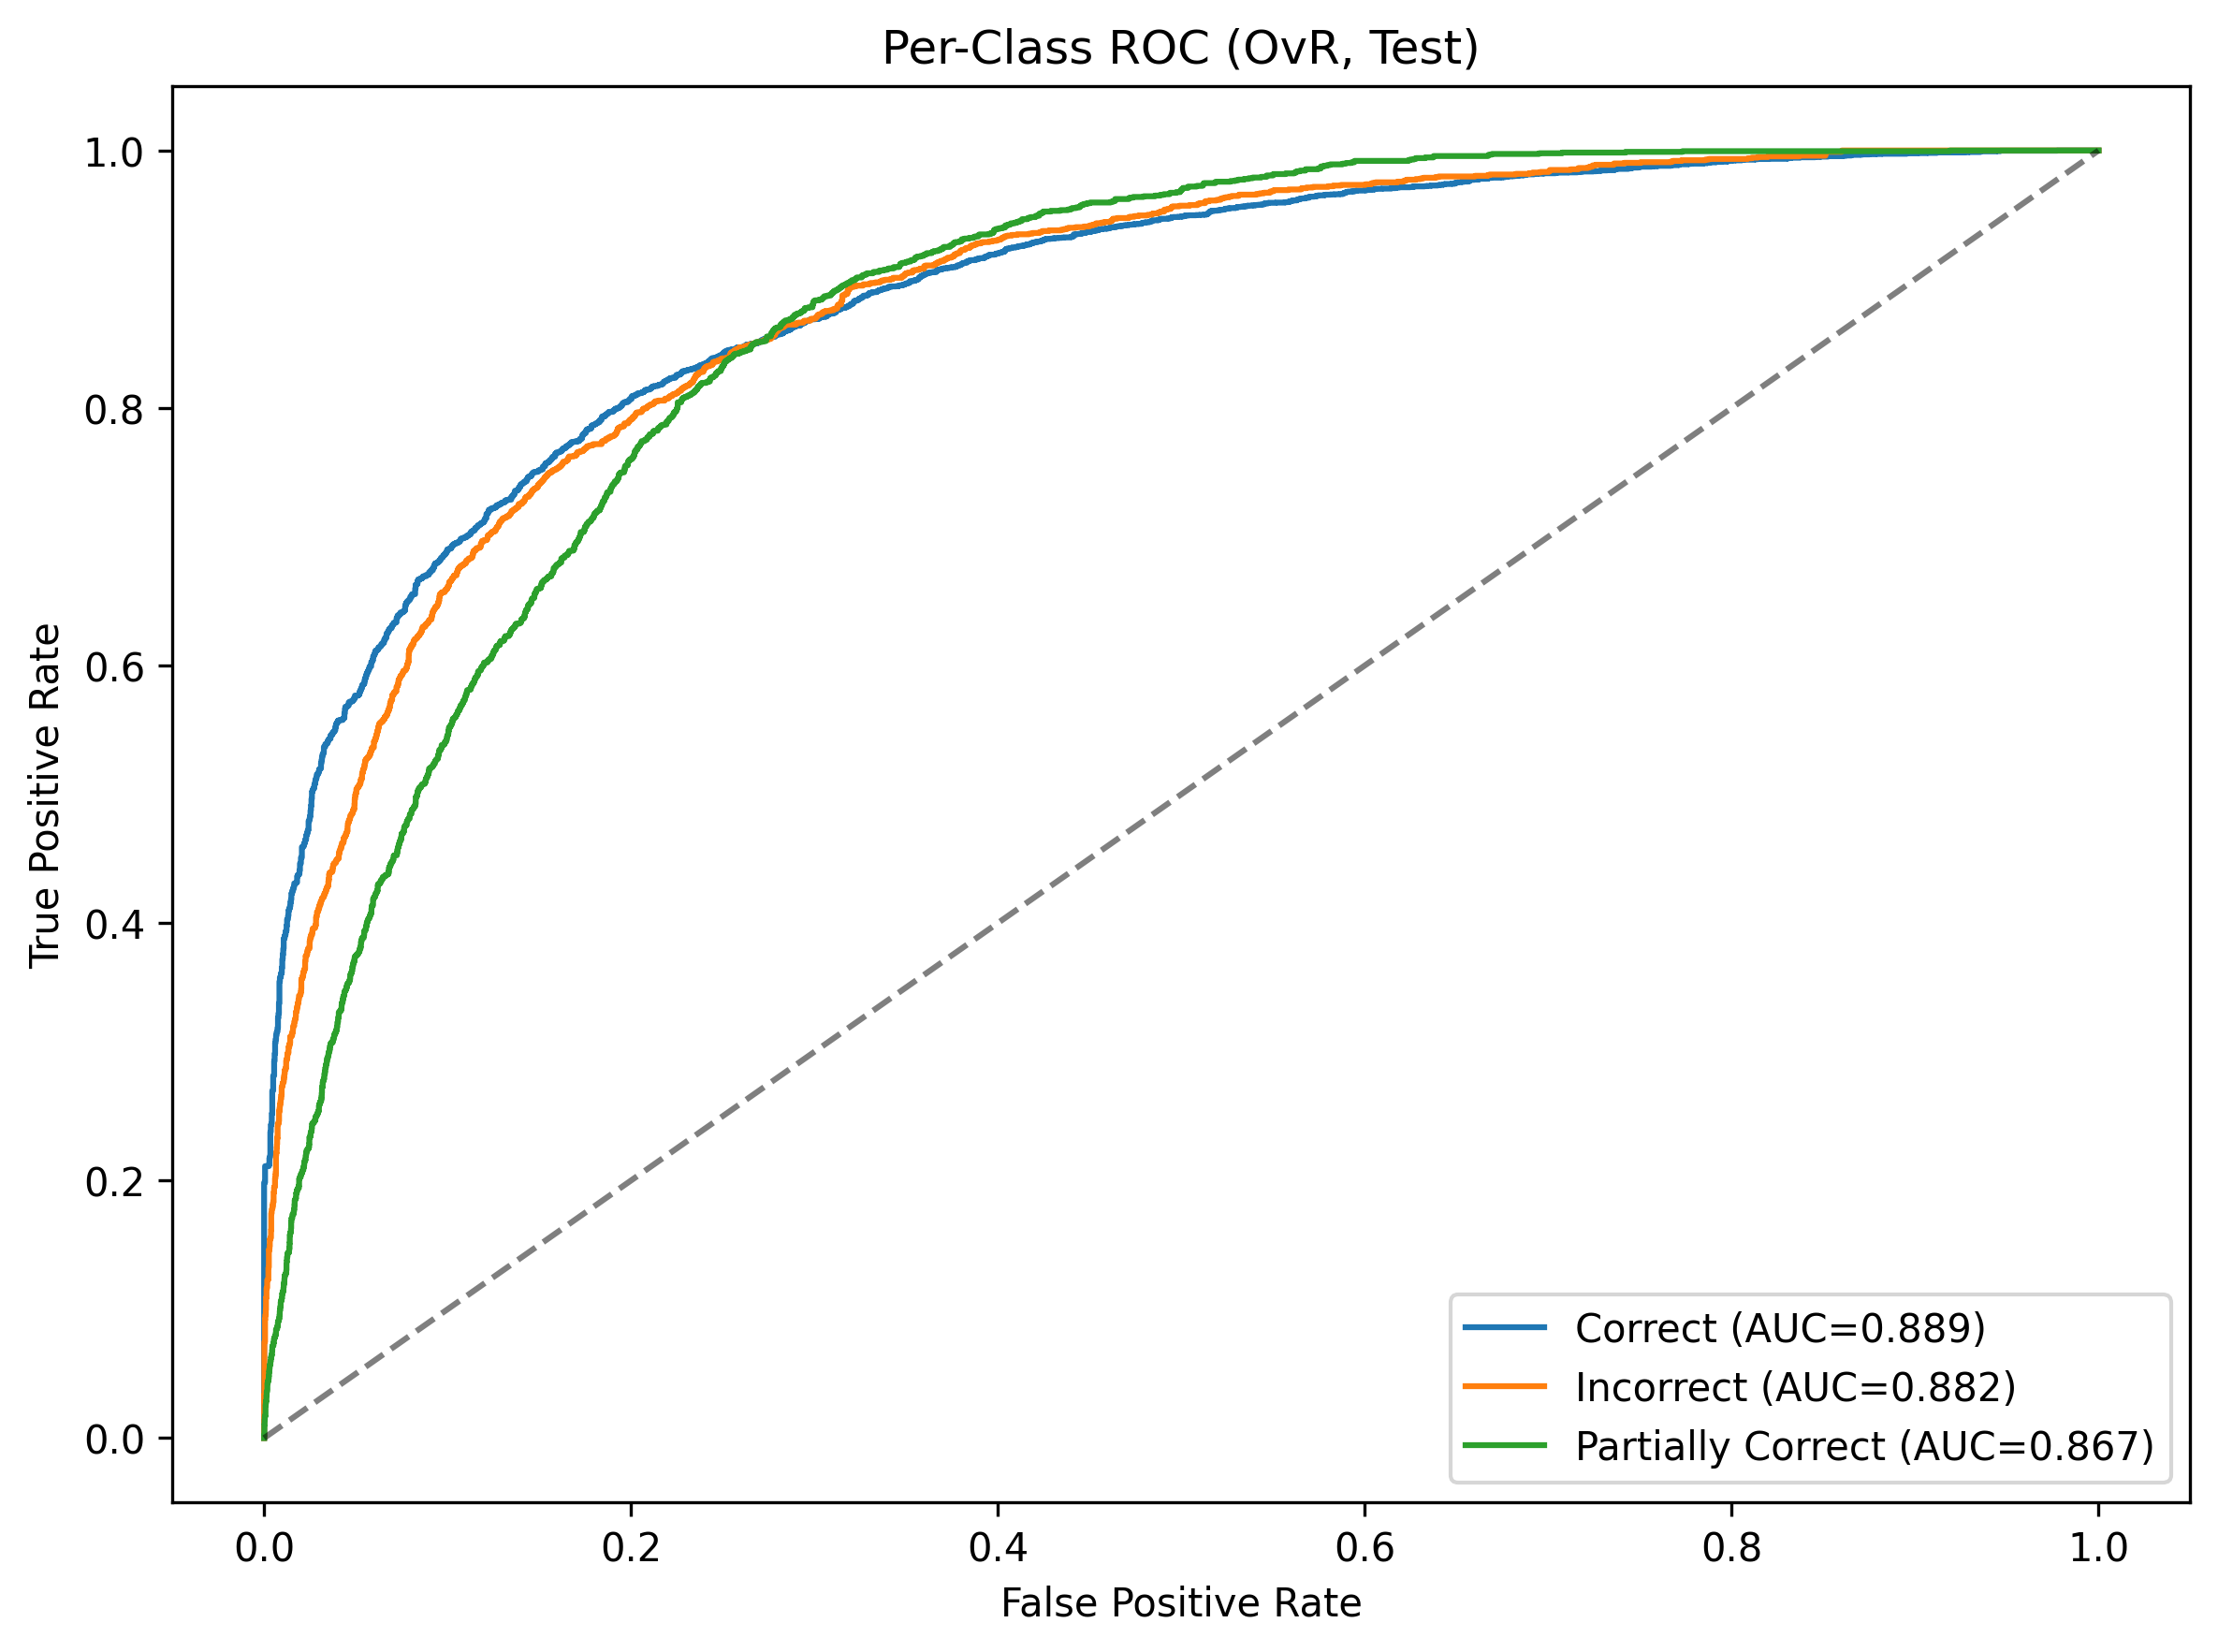 Per-Class ROC (OvR, Test)
True Positive Rate
1.0
0.8
0.6
0.4
0.2
0.0
0.0
0.2
0.4
0.6
0.8
1.0
False Positive Rate
Correct (AUC=0.889)
Incorrect (AUC=0.882)
Partially Correct (AUC=0.867)